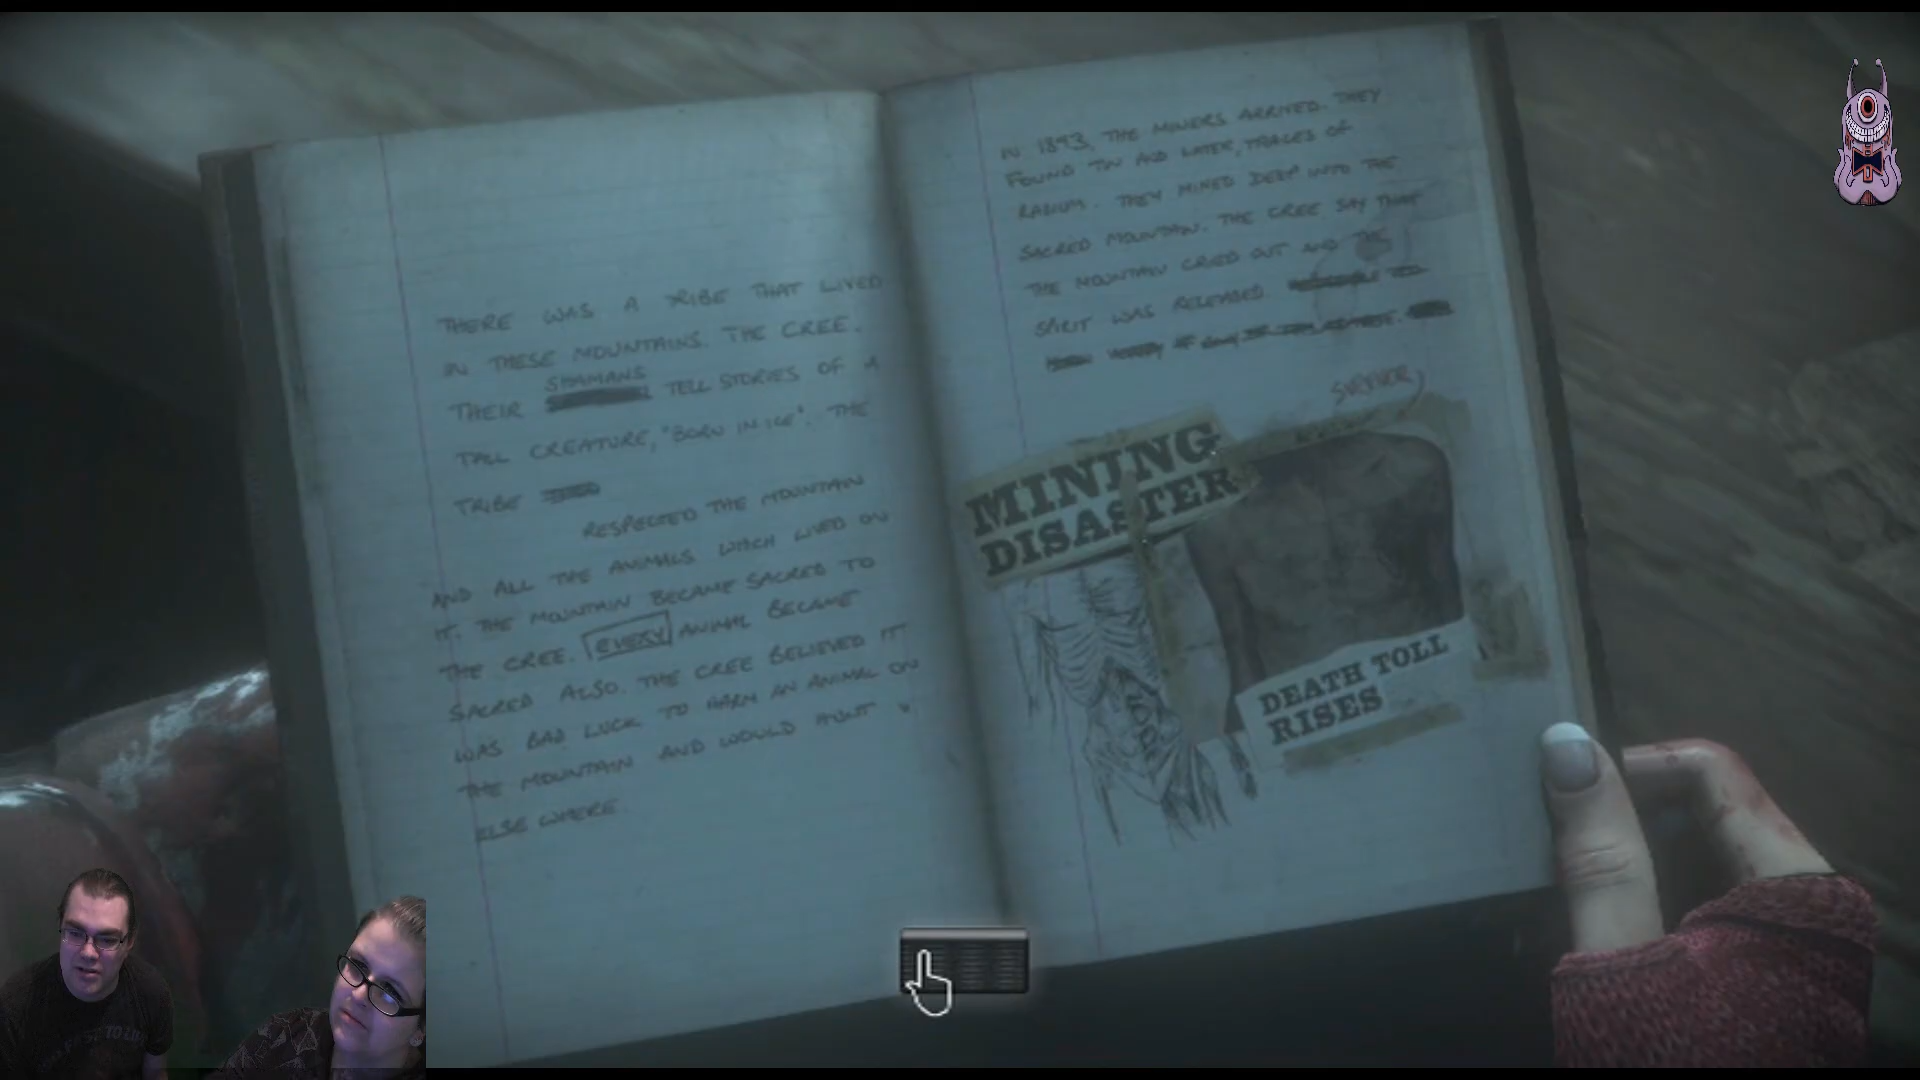 THERE WAS A TRIBE THAT LIVED
IN THESE MOUNTAINS. THE CREE.
SHAMANS
THEIR TELL STORIES OF A
TALL CREATURE, "BORN IN ICE". THE
TRIBE
RESPECTED THE MOUNTAIN
AND ALL THE ANIMALS WHICH LIVED ON
IT. THE MOUNTAIN BECAME SACRED TO
THE CREE. EVERY ANIMAL BECAME
SACRED ALSO. THE CREE BELIEVED IT
WAS BAD LUCK TO HARM AN ANIMAL ON
THE MOUNTAIN AND WOULD HUNT
ELSE WHERE.
IN 1893, THE MINERS ARRIVED. THEY
FOUND TIN AND LATER, TRACES OF
RADIUM. THEY MINED DEEP INTO THE
SACRED MOUNTAIN. THE CREE SAY THAT
THE MOUNTAIN CRIED OUT AND THE
SPIRIT WAS RELEASED.
SURVIVOR
MINING
DISASTER
DEATH TOLL
RISES